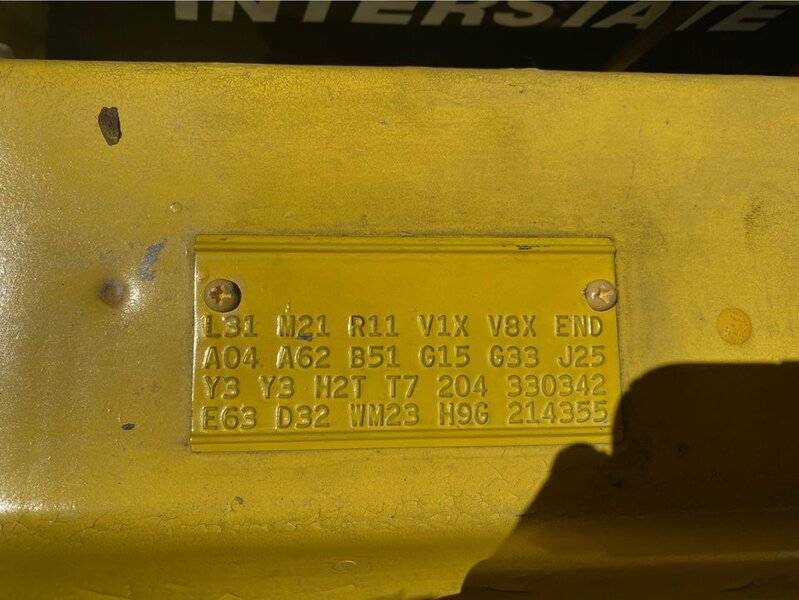 INTERSTATE
L31 M21 R11 V1X V8X END
A04 A62 B51 G15 G33 J25
Y3 Y3 H2T T7 204 330342
E63 D32 WM23 H9G 214355